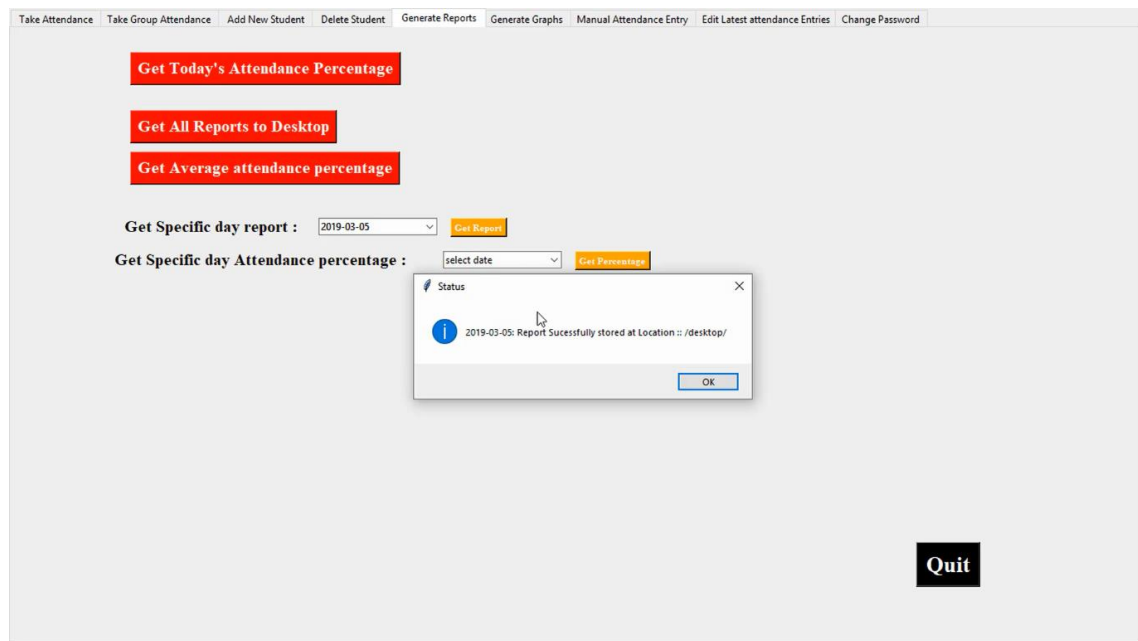 Take Attendance Take Group Attendance Add New Student Delete Student Generate Reports Generate Graphs Manual Attendance Entry Edit Latest attendance Entries Change Password
Get Today's Attendance Percentage
Get All Reports to Desktop
Get Average attendance percentage
Get Specific day report : 2019-03-05 Get Report
Get Specific day Attendance percentage : select date Get Percentage
Status
2019-03-05: Report Sucessfully stored at Location :: /desktop/
OK
Quit